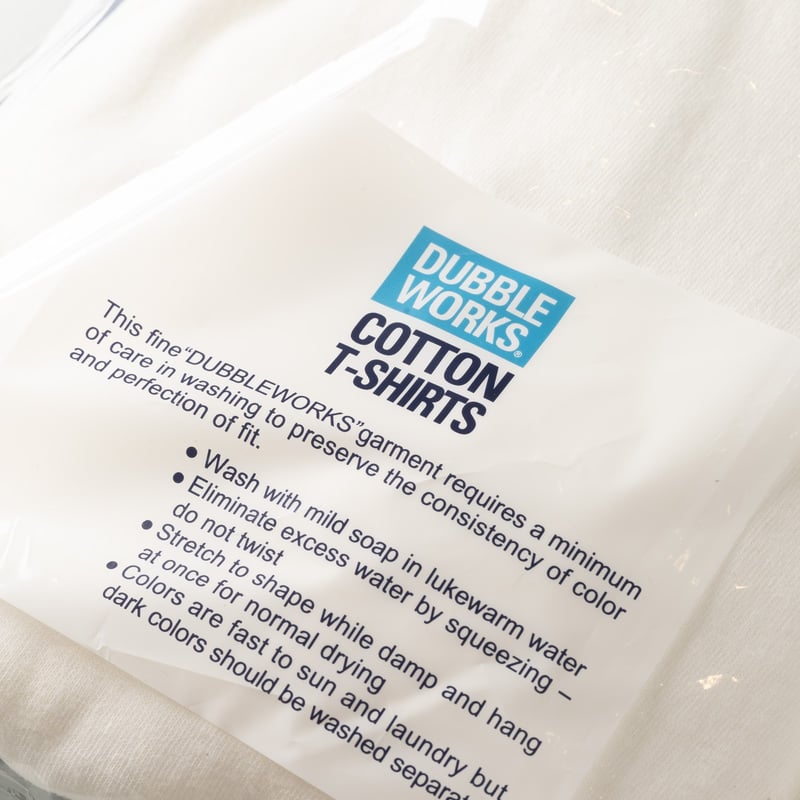 DUBBLE
WORKS®
COTTON
T-SHIRTS
This fine "DUBBLEWORKS" garment requires a minimum
of care in washing to preserve the consistency of color
and perfection of fit.
● Wash with mild soap in lukewarm water
● Eliminate excess water by squeezing –
do not twist
● Stretch to shape while damp and hang
at once for normal drying
● Colors are fast to sun and laundry but
dark colors should be washed